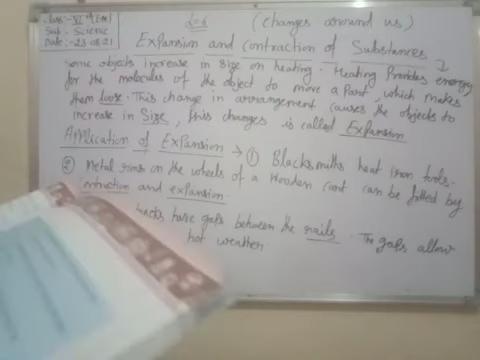 Class:- VIth (Eng)
Sub:- Science
Date:- 23.08.21
L-6 (Changes around us)
Expansion and contraction of Substances
Some objects increase in size on heating. Heating Provides energy
for the molecules of the object to move a Part, which makes
them loose. This change in arrangement causes the objects to
increase in Size, this changes is called Expansion
Application of Expansion → ① Blacksmiths heat iron tools.
② Metal rims on the wheels of a wooden cart can be fitted by
and expansion.
have gaps between the rails. The gaps allow
hot weather